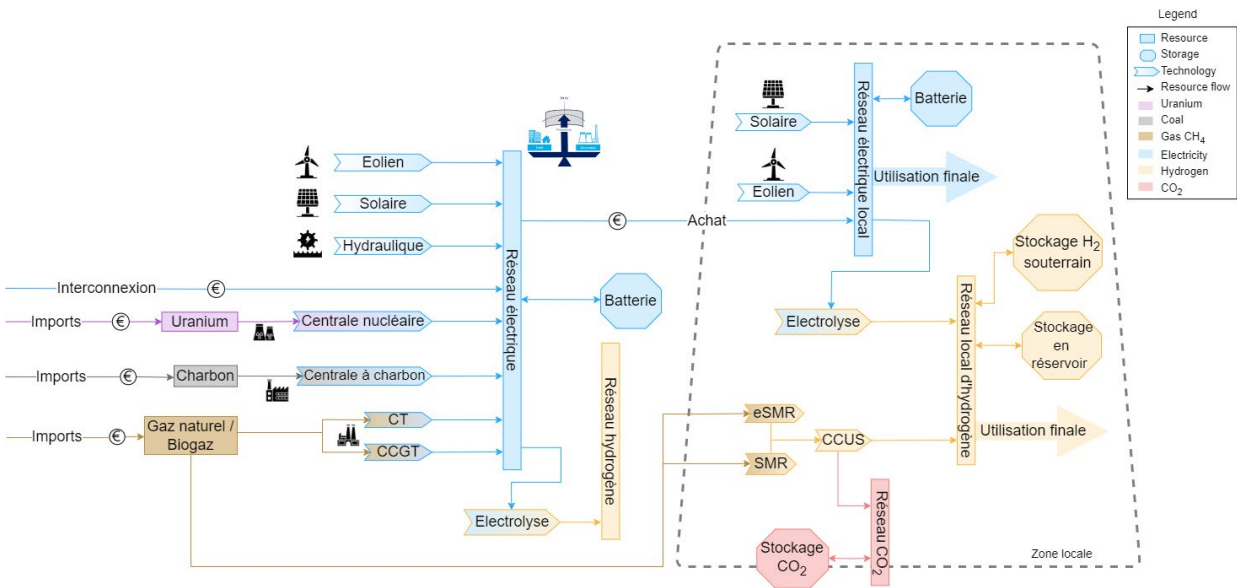 Legend
Resource
Storage
Technology
Resource flow
Uranium
Coal
Gas CH₄
Electricity
Hydrogen
CO₂
Eolien
Solaire
Hydraulique
Interconnexion
€
Imports
€
Uranium
Centrale nucléaire
Imports
€
Charbon
Centrale à charbon
Imports
€
Gaz naturel /
Biogaz
CT
CCGT
Réseau électrique
Batterie
Electrolyse
Réseau hydrogène
€
Achat
Solaire
Eolien
Réseau électrique local
Batterie
Utilisation finale
Electrolyse
eSMR
SMR
CCUS
Réseau local d'hydrogène
Stockage H₂
souterrain
Stockage
en
réservoir
Utilisation finale
Réseau CO₂
Stockage
CO₂
Zone locale